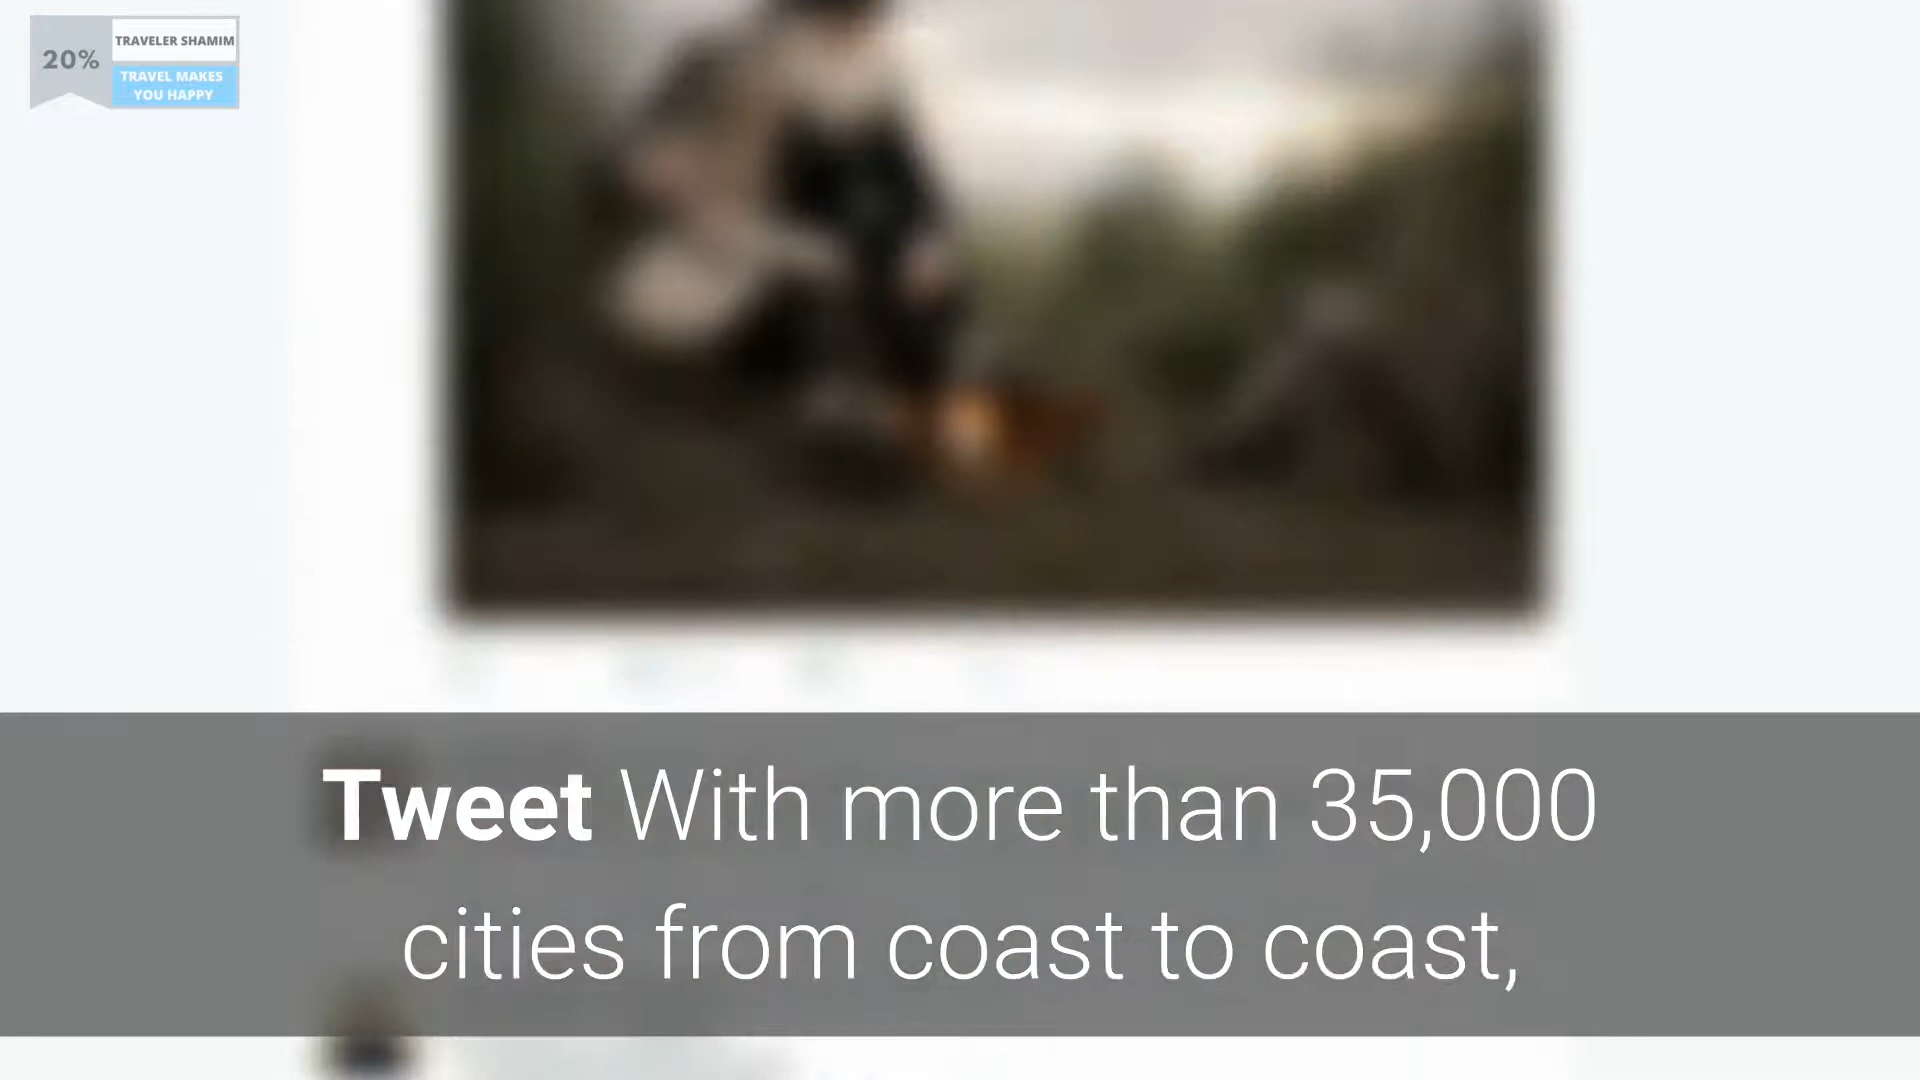 20%
TRAVELER SHAMIM
TRAVEL MAKES
YOU HAPPY
Tweet With more than 35,000
cities from coast to coast,